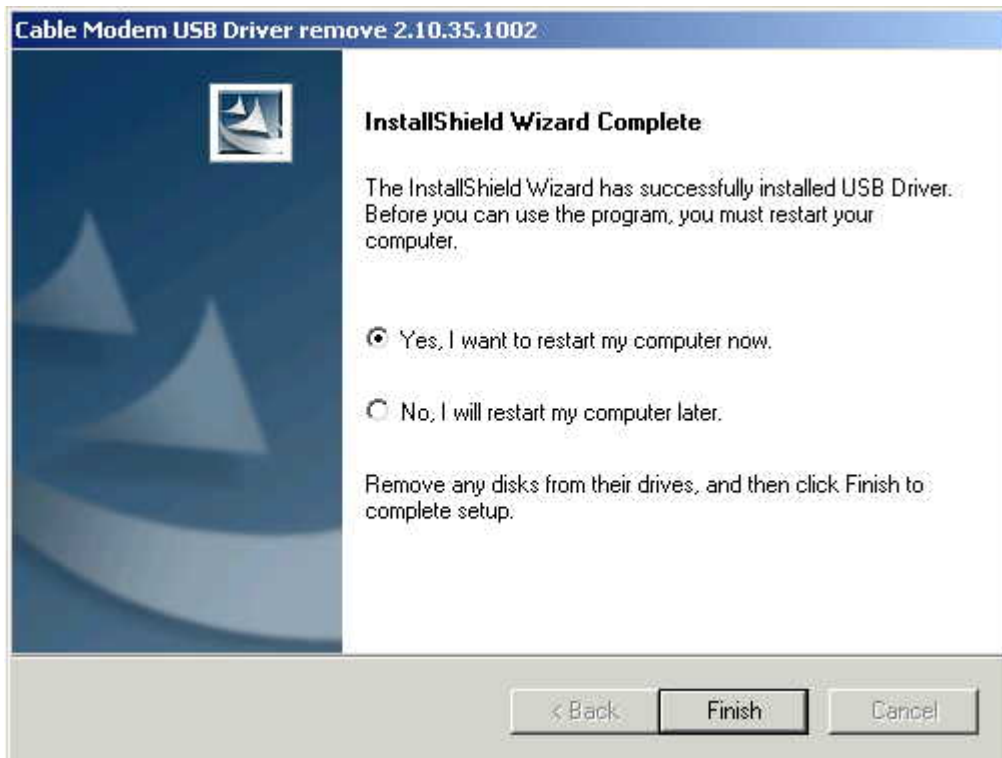 Cable Modem USB Driver remove 2.10.35.1002
InstallShield Wizard Complete
The InstallShield Wizard has successfully installed USB Driver.
Before you can use the program, you must restart your
computer.
Yes, I want to restart my computer now.
No, I will restart my computer later.
Remove any disks from their drives, and then click Finish to
complete setup.
< Back
Finish
Cancel